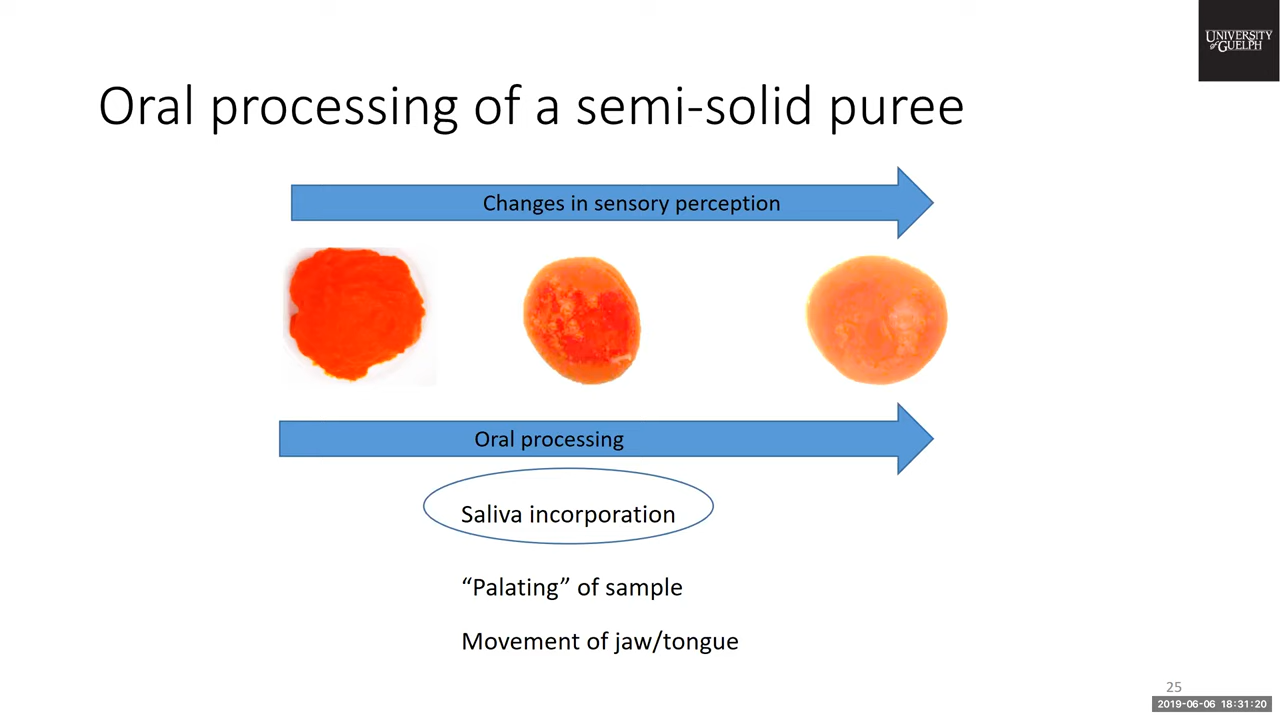 UNIVERSITY
of GUELPH
Oral processing of a semi-solid puree
Changes in sensory perception
Oral processing
Saliva incorporation
“Palating” of sample
Movement of jaw/tongue
25
2019-06-06 18:31:20